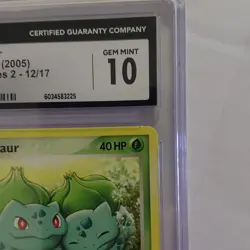 CERTIFIED GUARANTY COMPANY
(2005)
es 2 - 12/17
GEM MINT
10
6034583225
aur
40 HP